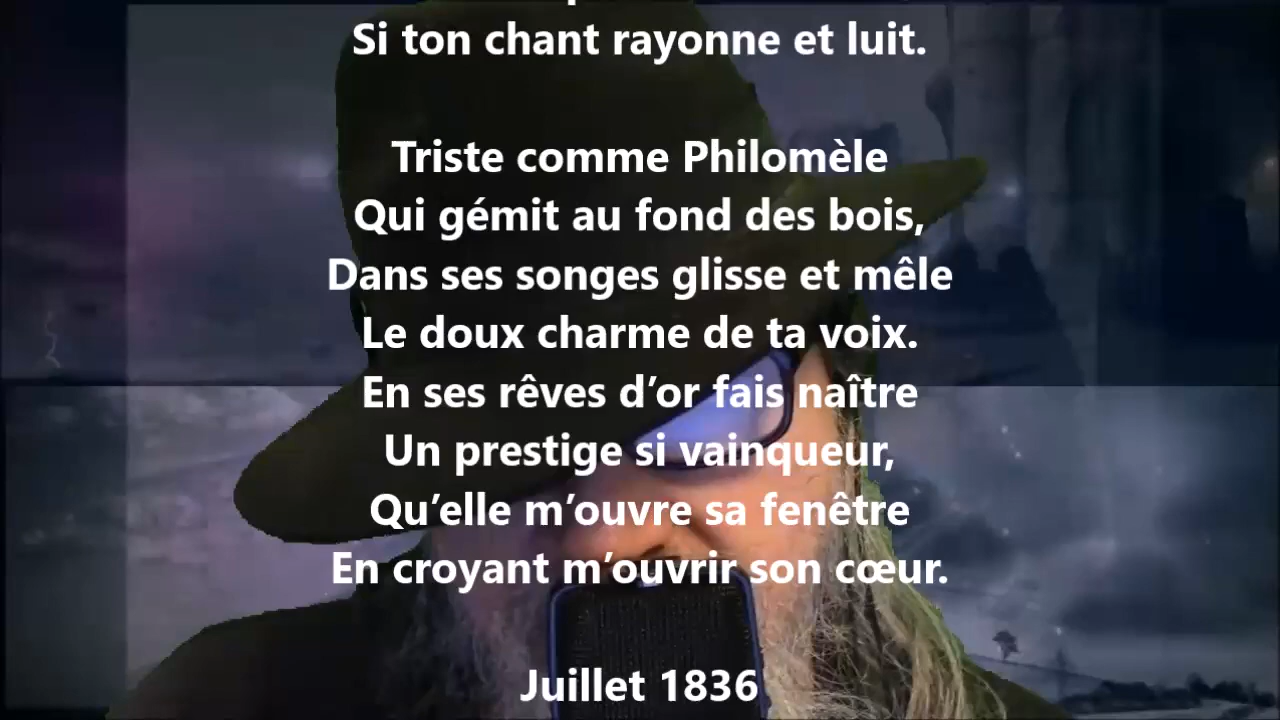 Si ton chant rayonne et luit.
Triste comme Philomèle
Qui gémit au fond des bois,
Dans ses songes glisse et mêle
Le doux charme de ta voix.
En ses rêves d’or fais naître
Un prestige si vainqueur,
Qu’elle m’ouvre sa fenêtre
En croyant m’ouvrir son cœur.
Juillet 1836